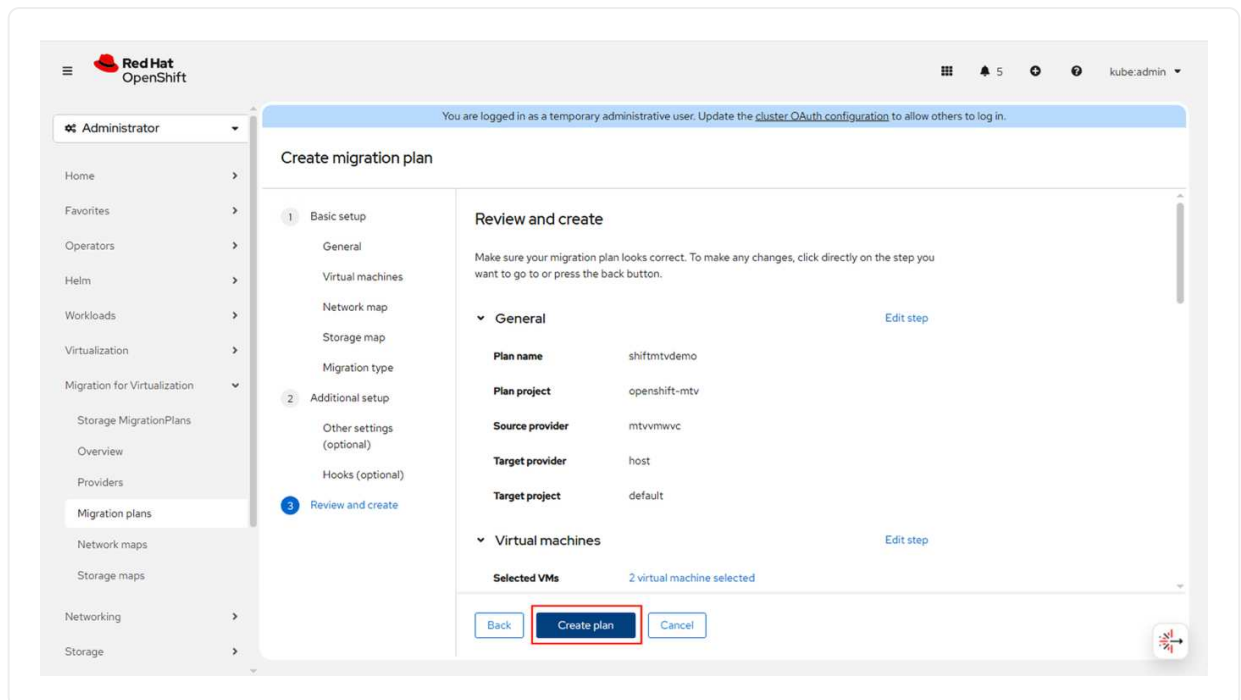 Red Hat
OpenShift
5
kube:admin
Administrator
You are logged in as a temporary administrative user. Update the cluster OAuth configuration to allow others to log in.
Home
Favorites
Operators
Helm
Workloads
Virtualization
Migration for Virtualization
Storage MigrationPlans
Overview
Providers
Migration plans
Network maps
Storage maps
Networking
Storage
Create migration plan
1 Basic setup
General
Virtual machines
Network map
Storage map
Migration type
2 Additional setup
Other settings
(optional)
Hooks (optional)
3 Review and create
Review and create
Make sure your migration plan looks correct. To make any changes, click directly on the step you
want to go to or press the back button.
General Edit step
Plan name shiftmtvdemo
Plan project openshift-mtv
Source provider mtvvmwvc
Target provider host
Target project default
Virtual machines Edit step
Selected VMs 2 virtual machine selected
Back Create plan Cancel